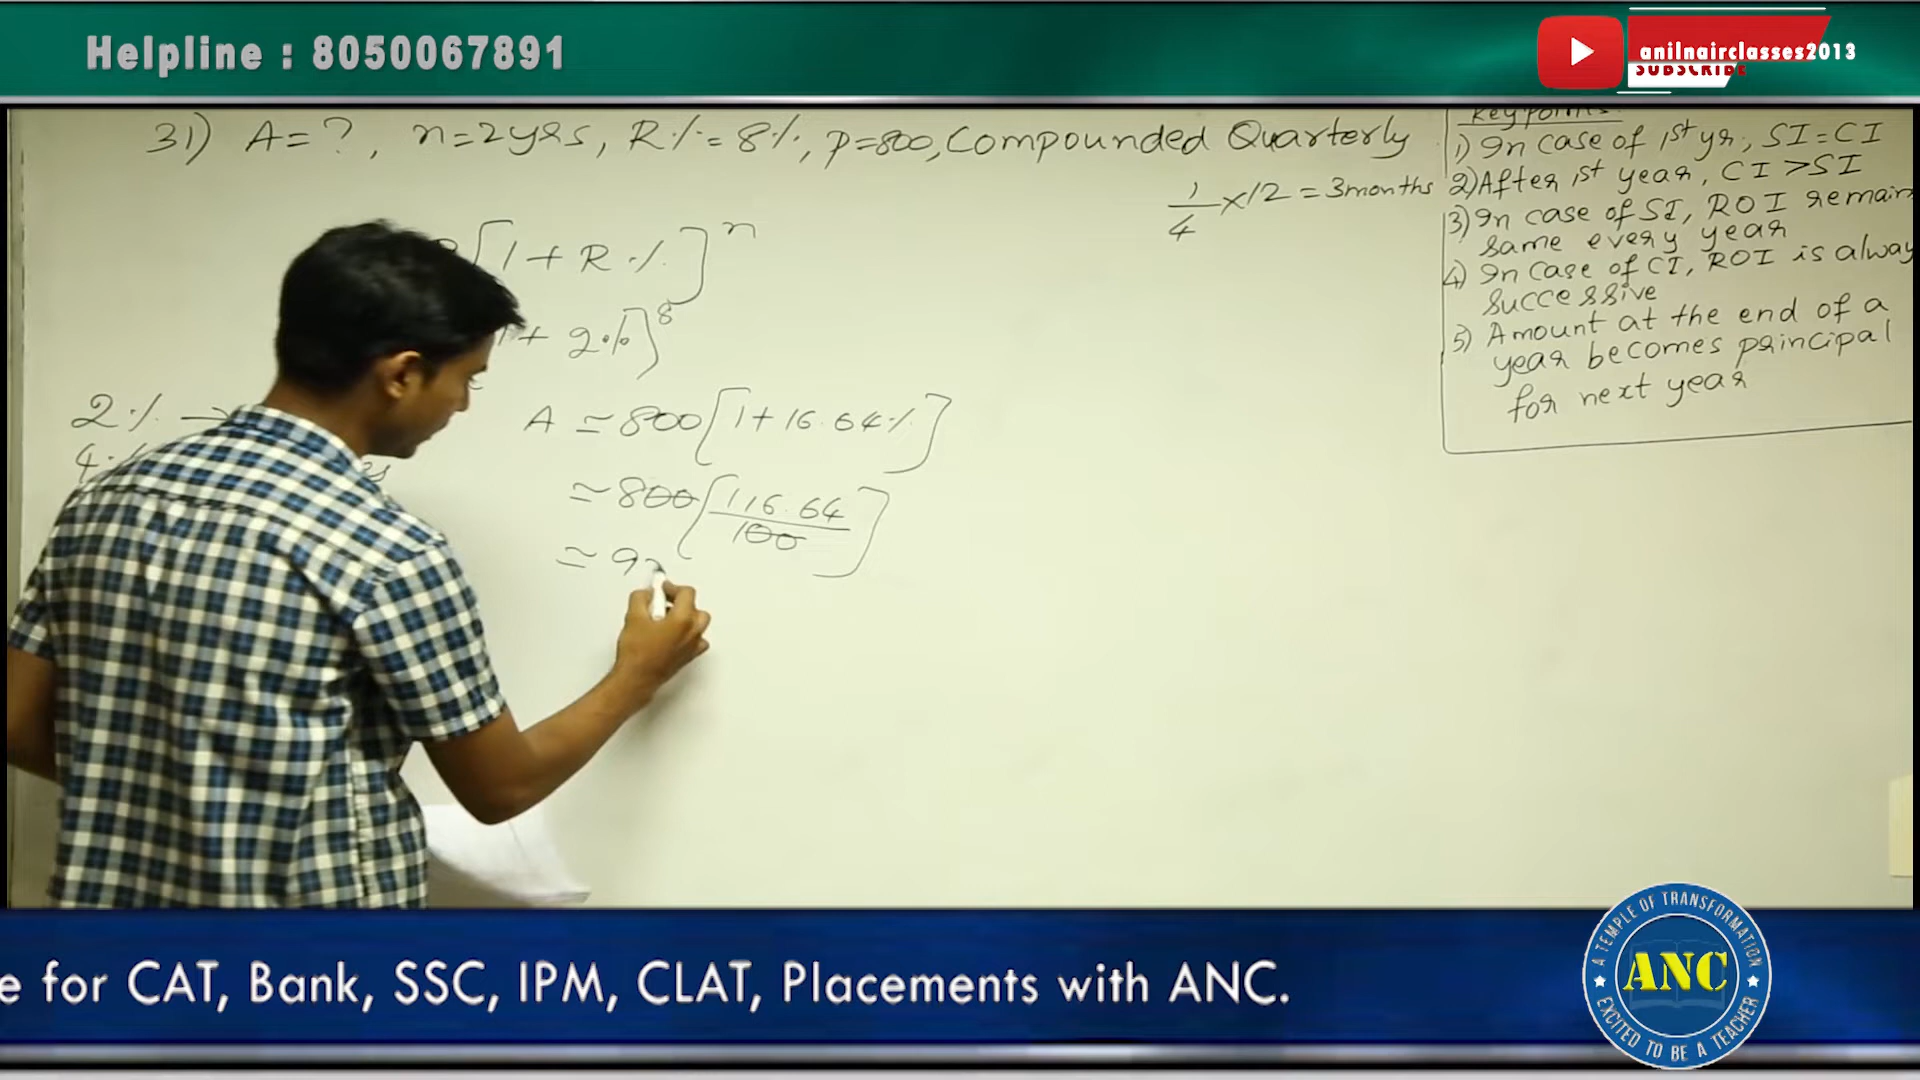 Helpline : 8050067891
anilnairclasses2013
SUBSCRIBE
31) A = ?, n=2yrs, R%=8%, p=800, Compounded Quarterly
1/4 × 12 = 3 months
[1 + R%]^n
1 + 2%]^8
2% →
4%
A ≃ 800[1+16.64%]
≃ 800[116.64/100]
≃ 93
Key points:
1) In case of 1st yr, SI = CI
2) After 1st year, CI > SI
3) In case of SI, ROI remain
same every year
4) In case of CI, ROI is alway
successive
5) Amount at the end of a
year becomes principal
for next year
e for CAT, Bank, SSC, IPM, CLAT, Placements with ANC.
A TEMPLE OF TRANSFORMATION
ANC
EXCITED TO BE A TEACHER